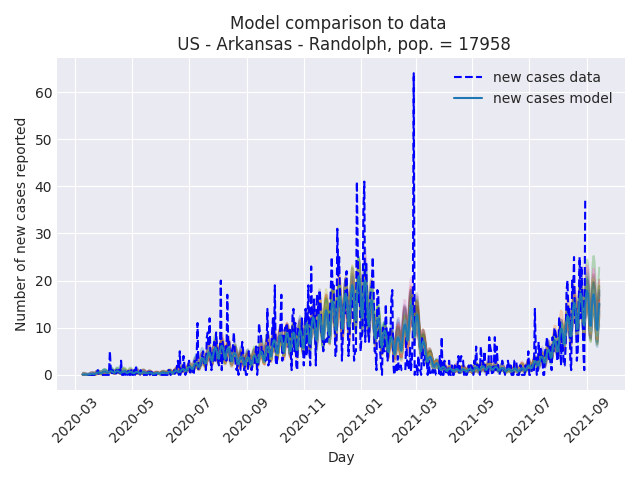 Model comparison to data
US - Arkansas - Randolph, pop. = 17958
new cases data
new cases model
Number of new cases reported
60
50
40
30
20
10
0
2020-03
2020-05
2020-07
2020-09
2020-11
2021-01
2021-03
2021-05
2021-07
2021-09
Day